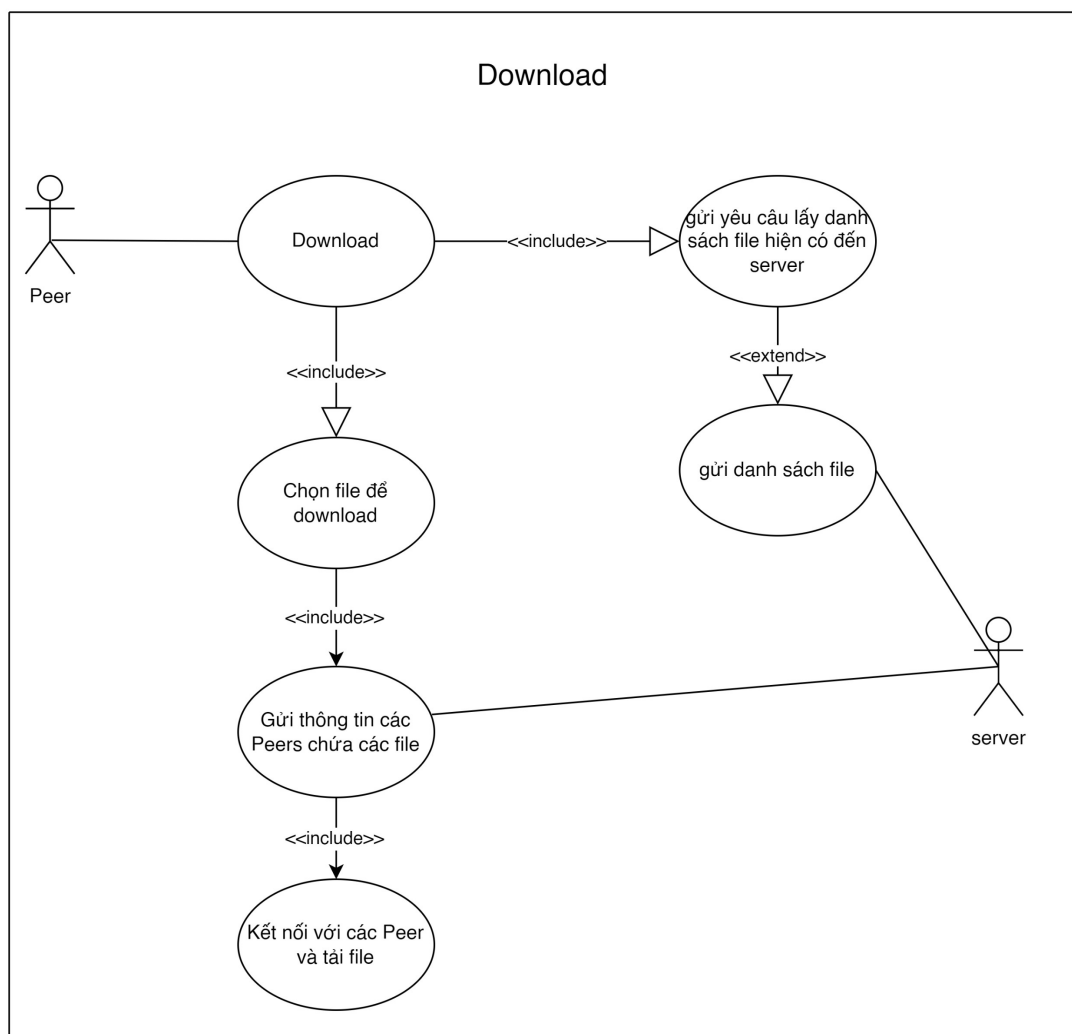 Download
Peer
Download
<<include>>
gửi yêu câu lấy danh
sách file hiện có đến
server
<<include>>
<<extend>>
Chọn file để
download
gửi danh sách file
<<include>>
Gửi thông tin các
Peers chứa các file
server
<<include>>
Kết nối với các Peer
và tải file